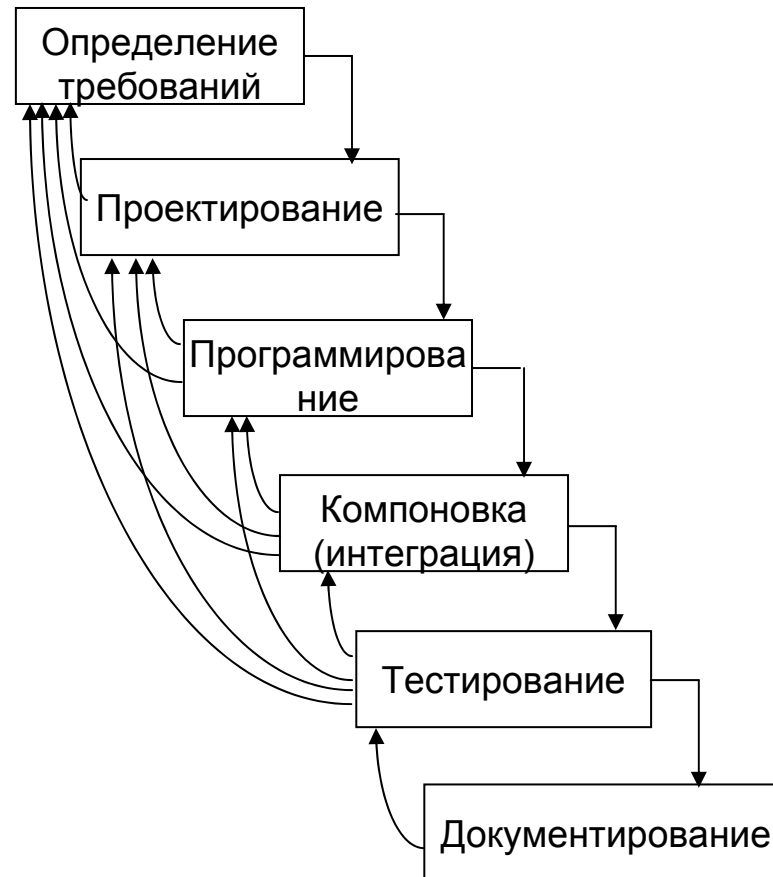 Определение
требований
Проектирование
Программирова
ние
Компоновка
(интеграция)
Тестирование
Документирование